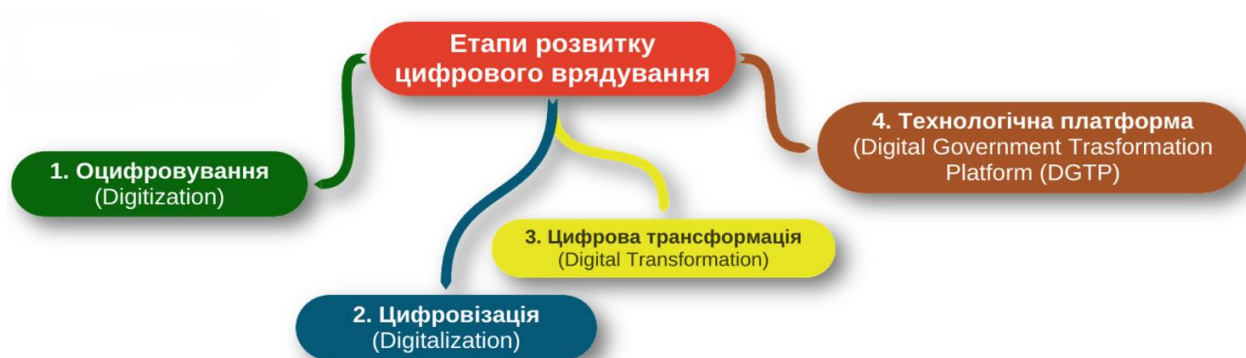 Етапи розвитку
цифрового врядування
1. Оцифровування
(Digitization)
2. Цифровізація
(Digitalization)
3. Цифрова трансформація
(Digital Transformation)
4. Технологічна платформа
(Digital Government Trasformation
Platform (DGTP)